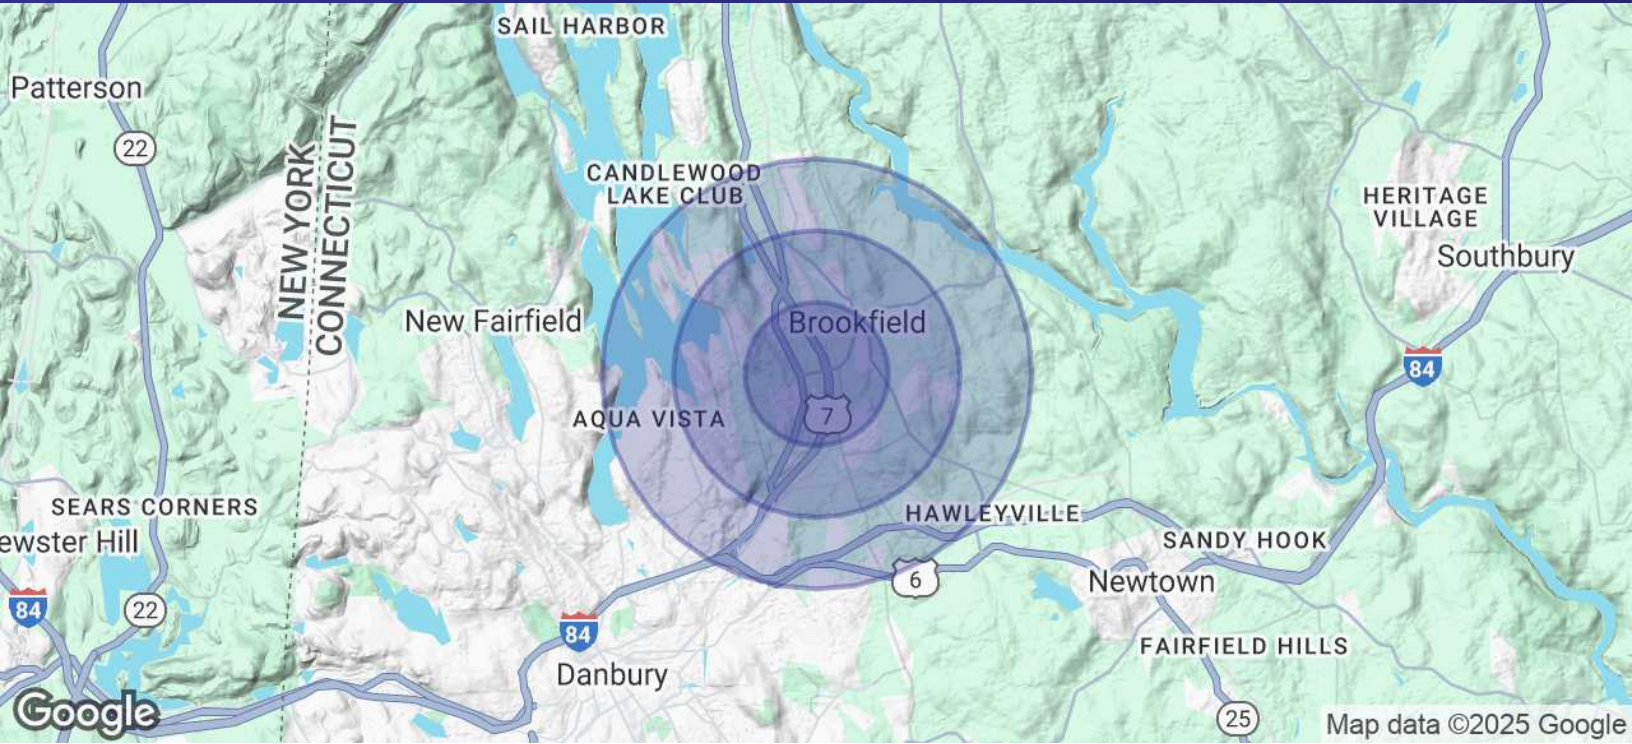 SAIL HARBOR
Patterson
22
NEW YORK
CONNECTICUT
CANDLEWOOD
LAKE CLUB
HERITAGE
VILLAGE
Southbury
New Fairfield
Brookfield
84
7
AQUA VISTA
SEARS CORNERS
HAWLEYVILLE
ewster Hill
SANDY HOOK
6
Newtown
84
22
84
FAIRFIELD HILLS
Danbury
Google
25
Map data ©2025 Google